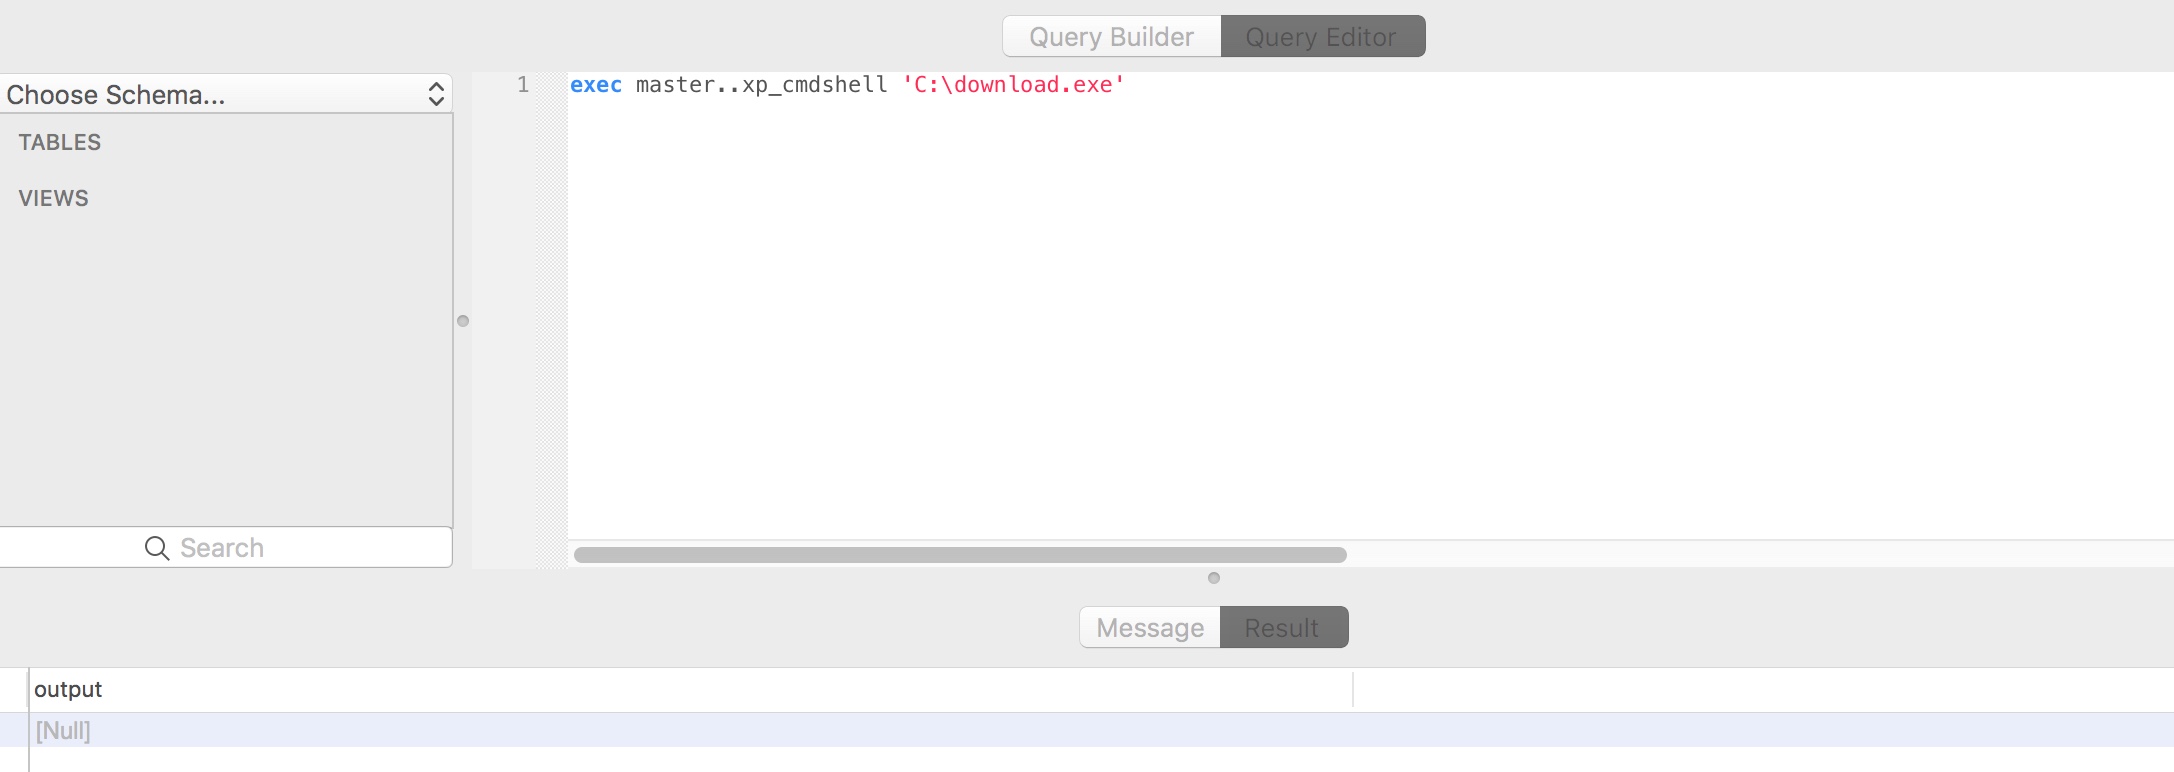 Query Builder Query Editor
Choose Schema...
1 exec master..xp_cmdshell 'C:\download.exe'
TABLES
VIEWS
Search
Message Result
output
[Null]